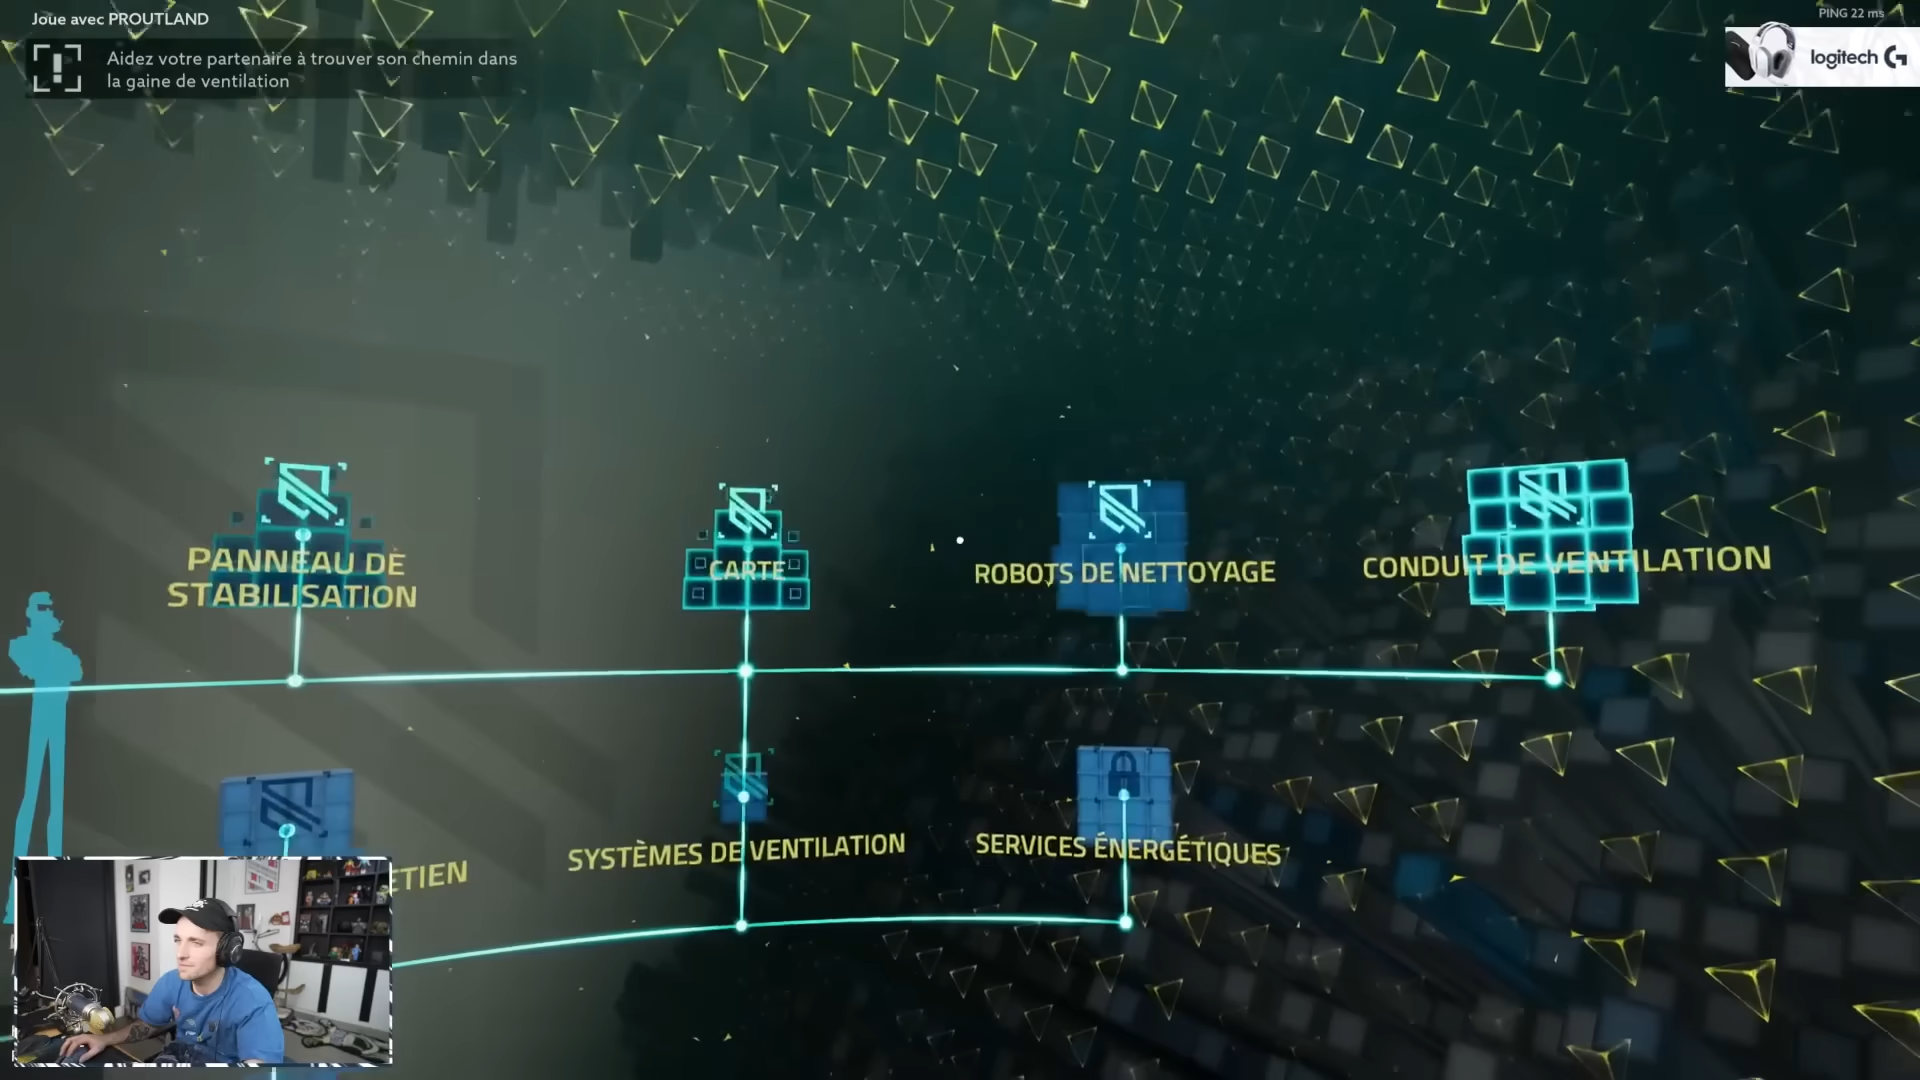 Joue avec PROUTLAND
Aidez votre partenaire à trouver son chemin dans
la gaine de ventilation
PING 22 ms
logitech G
PANNEAU DE
STABILISATION
CARTE
ROBOTS DE NETTOYAGE
CONDUIT DE VENTILATION
ETIEN
SYSTÈMES DE VENTILATION
SERVICES ÉNERGÉTIQUES